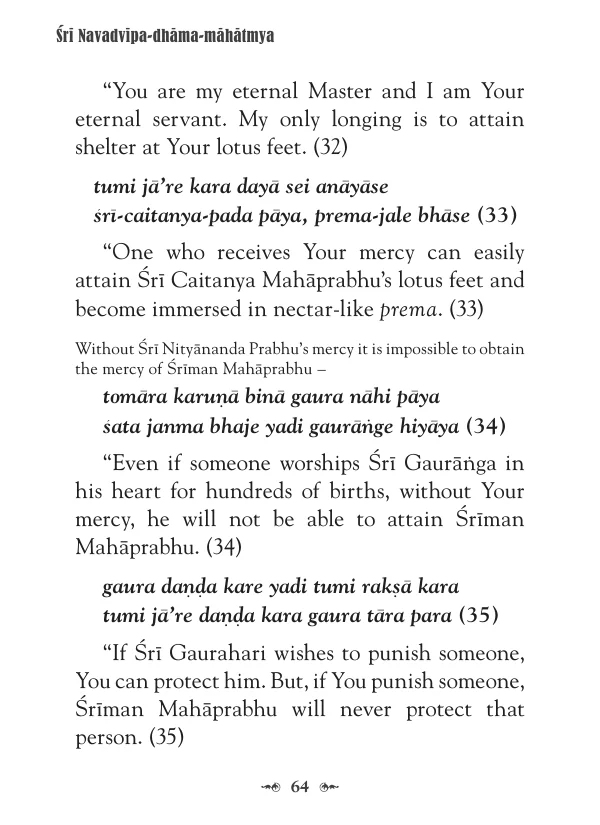 Śrī Navadvīpa-dhāma-māhātmya
“You are my eternal Master and I am Your
eternal servant. My only longing is to attain
shelter at Your lotus feet. (32)
tumi jā’re kara dayā sei anāyāse
śrī-caitanya-pada pāya, prema-jale bhāse (33)
“One who receives Your mercy can easily
attain Śrī Caitanya Mahāprabhu’s lotus feet and
become immersed in nectar-like prema. (33)
Without Śrī Nityānanda Prabhu’s mercy it is impossible to obtain
the mercy of Śrīman Mahāprabhu –
tomāra karuṇā binā gaura nāhi pāya
śata janma bhaje yadi gaurāṅge hiyāya (34)
“Even if someone worships Śrī Gaurāṅga in
his heart for hundreds of births, without Your
mercy, he will not be able to attain Śrīman
Mahāprabhu. (34)
gaura daṇḍa kare yadi tumi rakṣā kara
tumi jā’re daṇḍa kara gaura tāra para (35)
“If Śrī Gaurahari wishes to punish someone,
You can protect him. But, if You punish someone,
Śrīman Mahāprabhu will never protect that
person. (35)
64